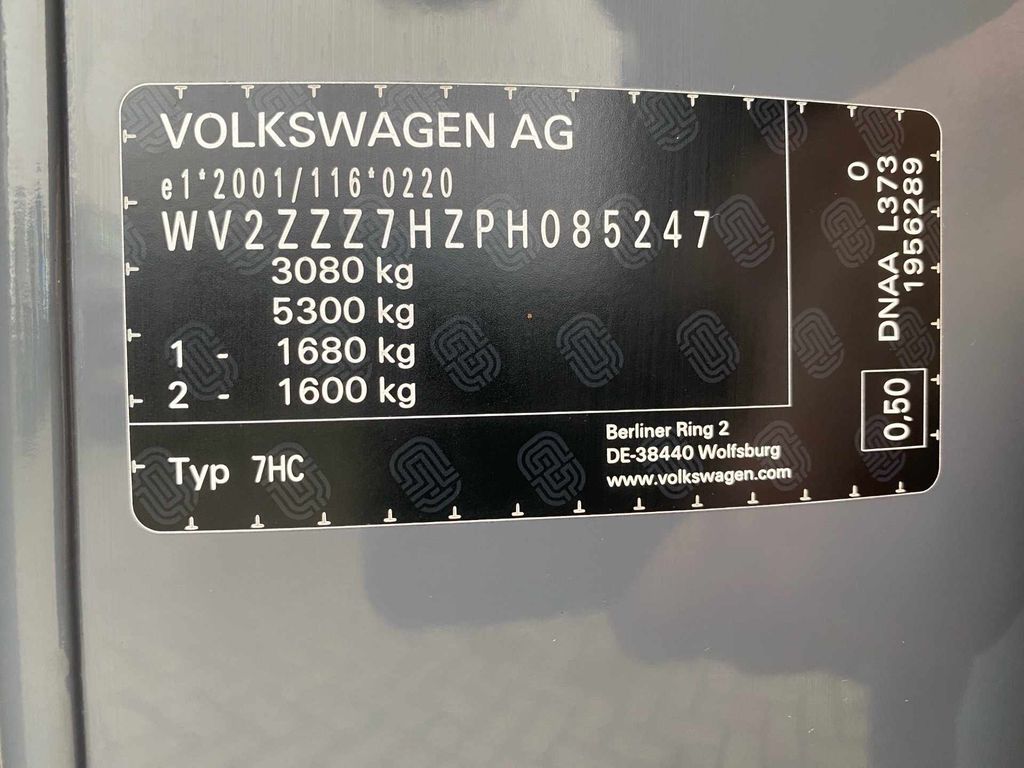 VOLKSWAGEN AG
e1*2001/116*0220
WV2ZZZ7HZPH085247
3080 kg
5300 kg
1 - 1680 kg
2 - 1600 kg
Typ 7HC
Berliner Ring 2
DE-38440 Wolfsburg
www.volkswagen.com
0
DNAA L373
1956289
0,50